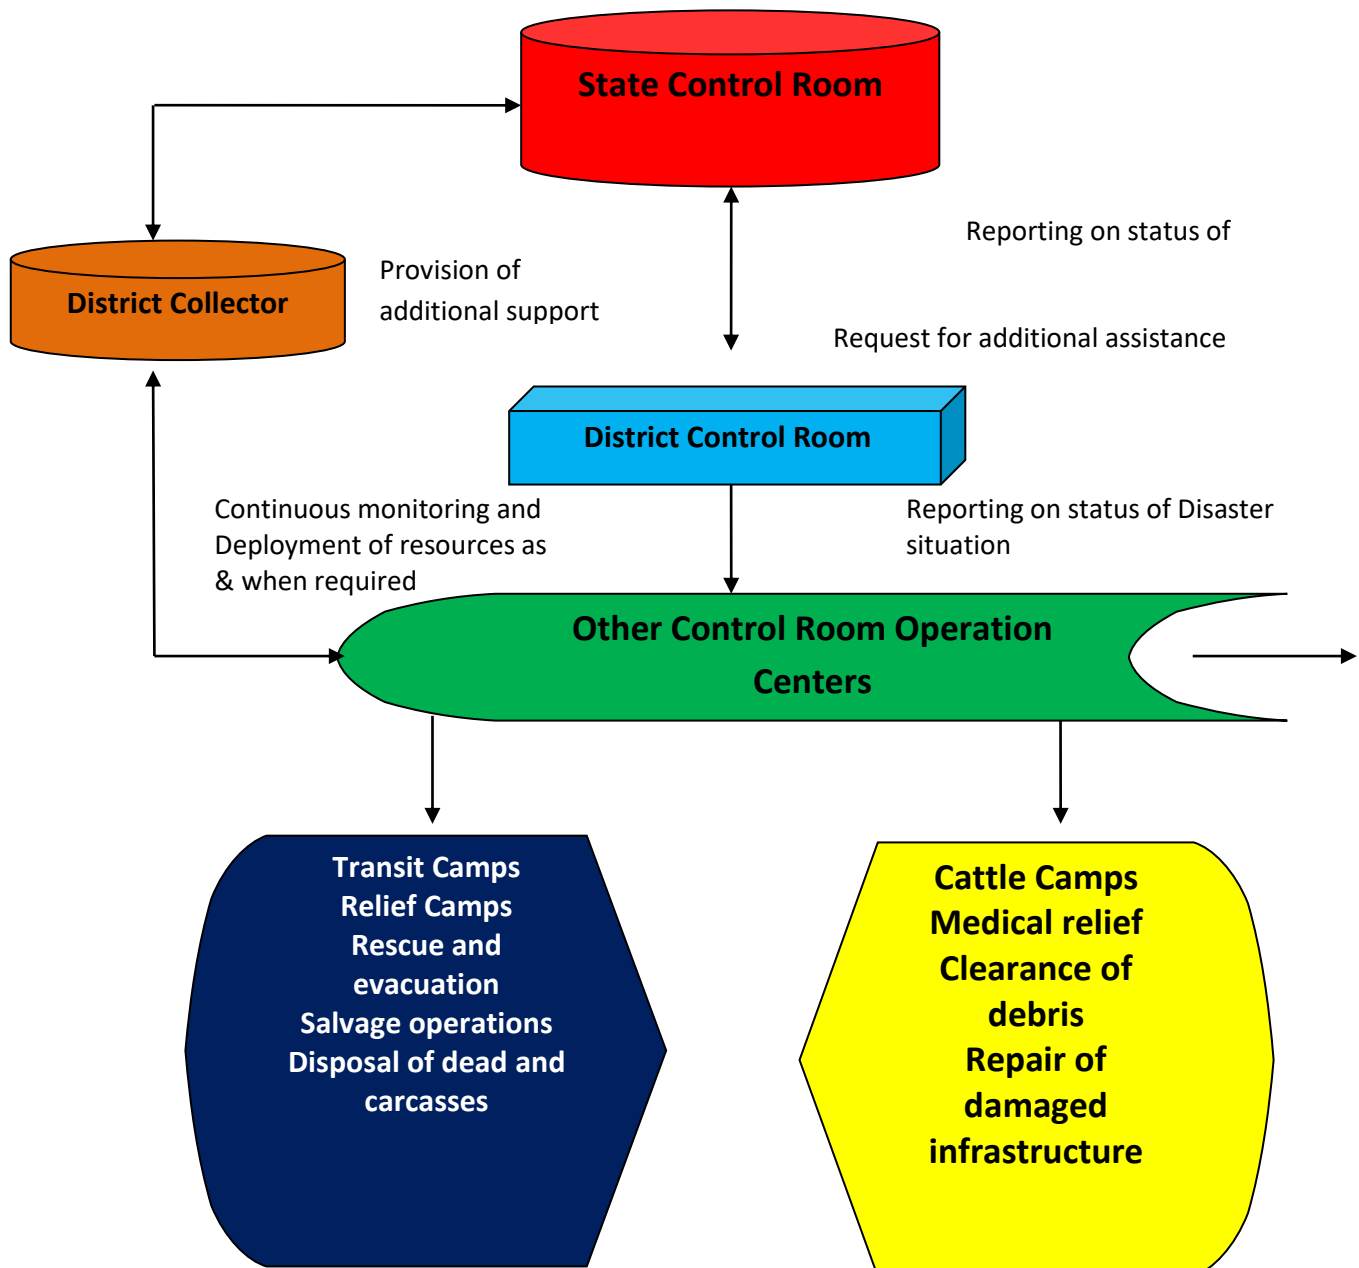 State Control Room
Reporting on status of
District Collector
Provision of
additional support
Request for additional assistance
District Control Room
Continuous monitoring and
Deployment of resources as
& when required
Reporting on status of Disaster
situation
Other Control Room Operation
Centers
Transit Camps
Relief Camps
Rescue and
evacuation
Salvage operations
Disposal of dead and
carcasses
Cattle Camps
Medical relief
Clearance of
debris
Repair of
damaged
infrastructure